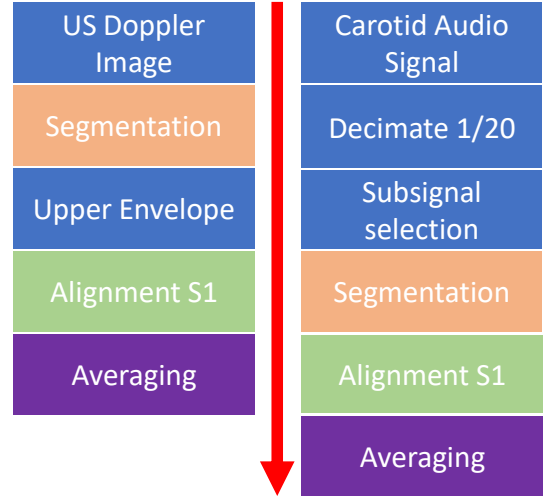 US Doppler
Image
Segmentation
Upper Envelope
Alignment S1
Averaging
Carotid Audio
Signal
Decimate 1/20
Subsignal
selection
Segmentation
Alignment S1
Averaging